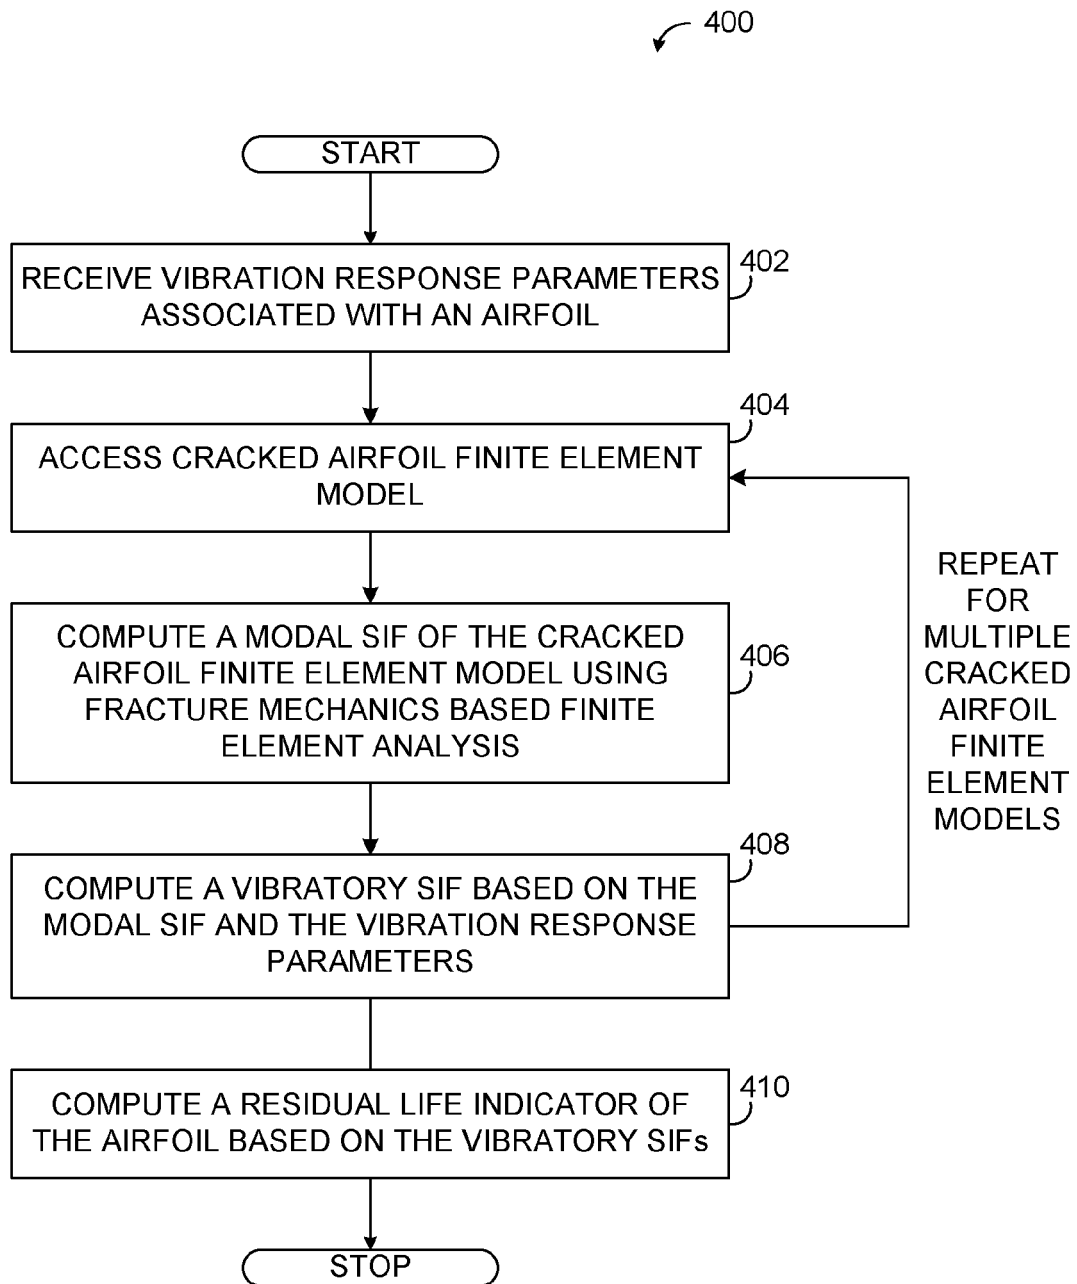 400
START
402
RECEIVE VIBRATION RESPONSE PARAMETERS
ASSOCIATED WITH AN AIRFOIL
404
ACCESS CRACKED AIRFOIL FINITE ELEMENT
MODEL
406
COMPUTE A MODAL SIF OF THE CRACKED
AIRFOIL FINITE ELEMENT MODEL USING
FRACTURE MECHANICS BASED FINITE
ELEMENT ANALYSIS
REPEAT
FOR
MULTIPLE
CRACKED
AIRFOIL
FINITE
ELEMENT
MODELS
408
COMPUTE A VIBRATORY SIF BASED ON THE
MODAL SIF AND THE VIBRATION RESPONSE
PARAMETERS
410
COMPUTE A RESIDUAL LIFE INDICATOR OF
THE AIRFOIL BASED ON THE VIBRATORY SIFs
STOP